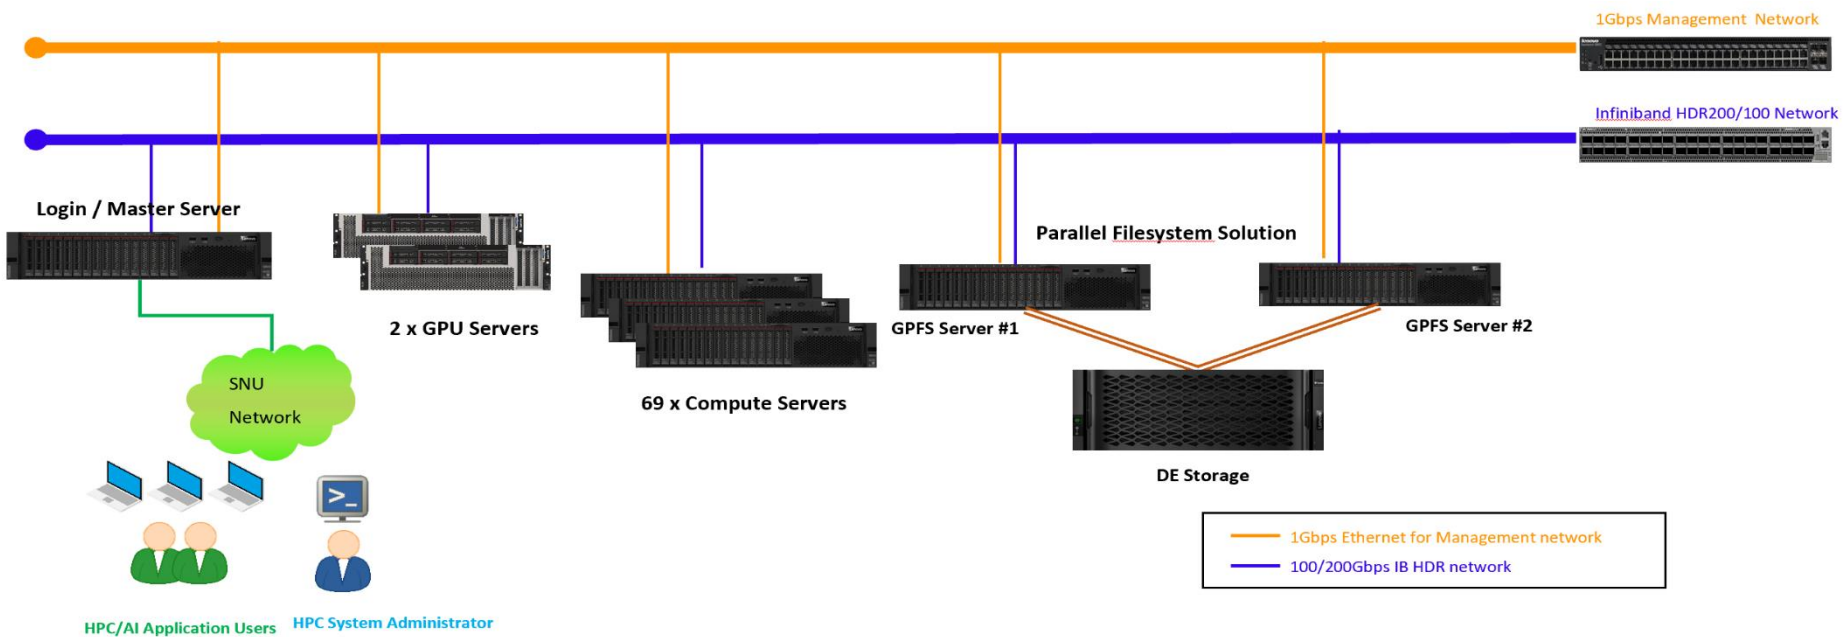 1Gbps Management Network
Infiniband HDR200/100 Network
Login / Master Server
Parallel Filesystem Solution
2 x GPU Servers
GPFS Server #1
GPFS Server #2
69 x Compute Servers
SNU
Network
DE Storage
>_
1Gbps Ethernet for Management network
100/200Gbps IB HDR network
HPC/AI Application Users
HPC System Administrator